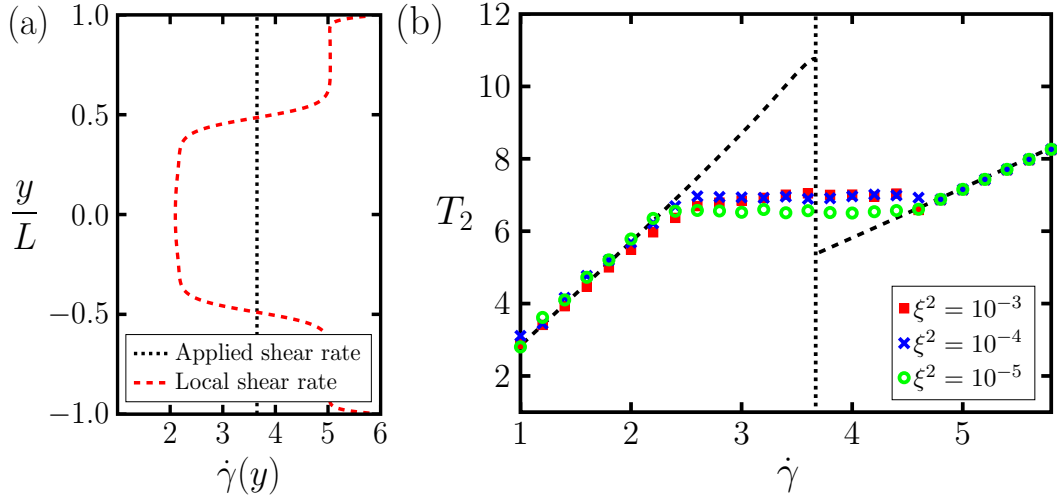 (a)
1.0
0.5
0.0
−0.5
−1.0
y/L
Applied shear rate
Local shear rate
2 3 4 5 6
γ̇(y)
(b)
12
10
8
6
4
2
T₂
ξ² = 10⁻³
ξ² = 10⁻⁴
ξ² = 10⁻⁵
1 2 3 4 5
γ̇